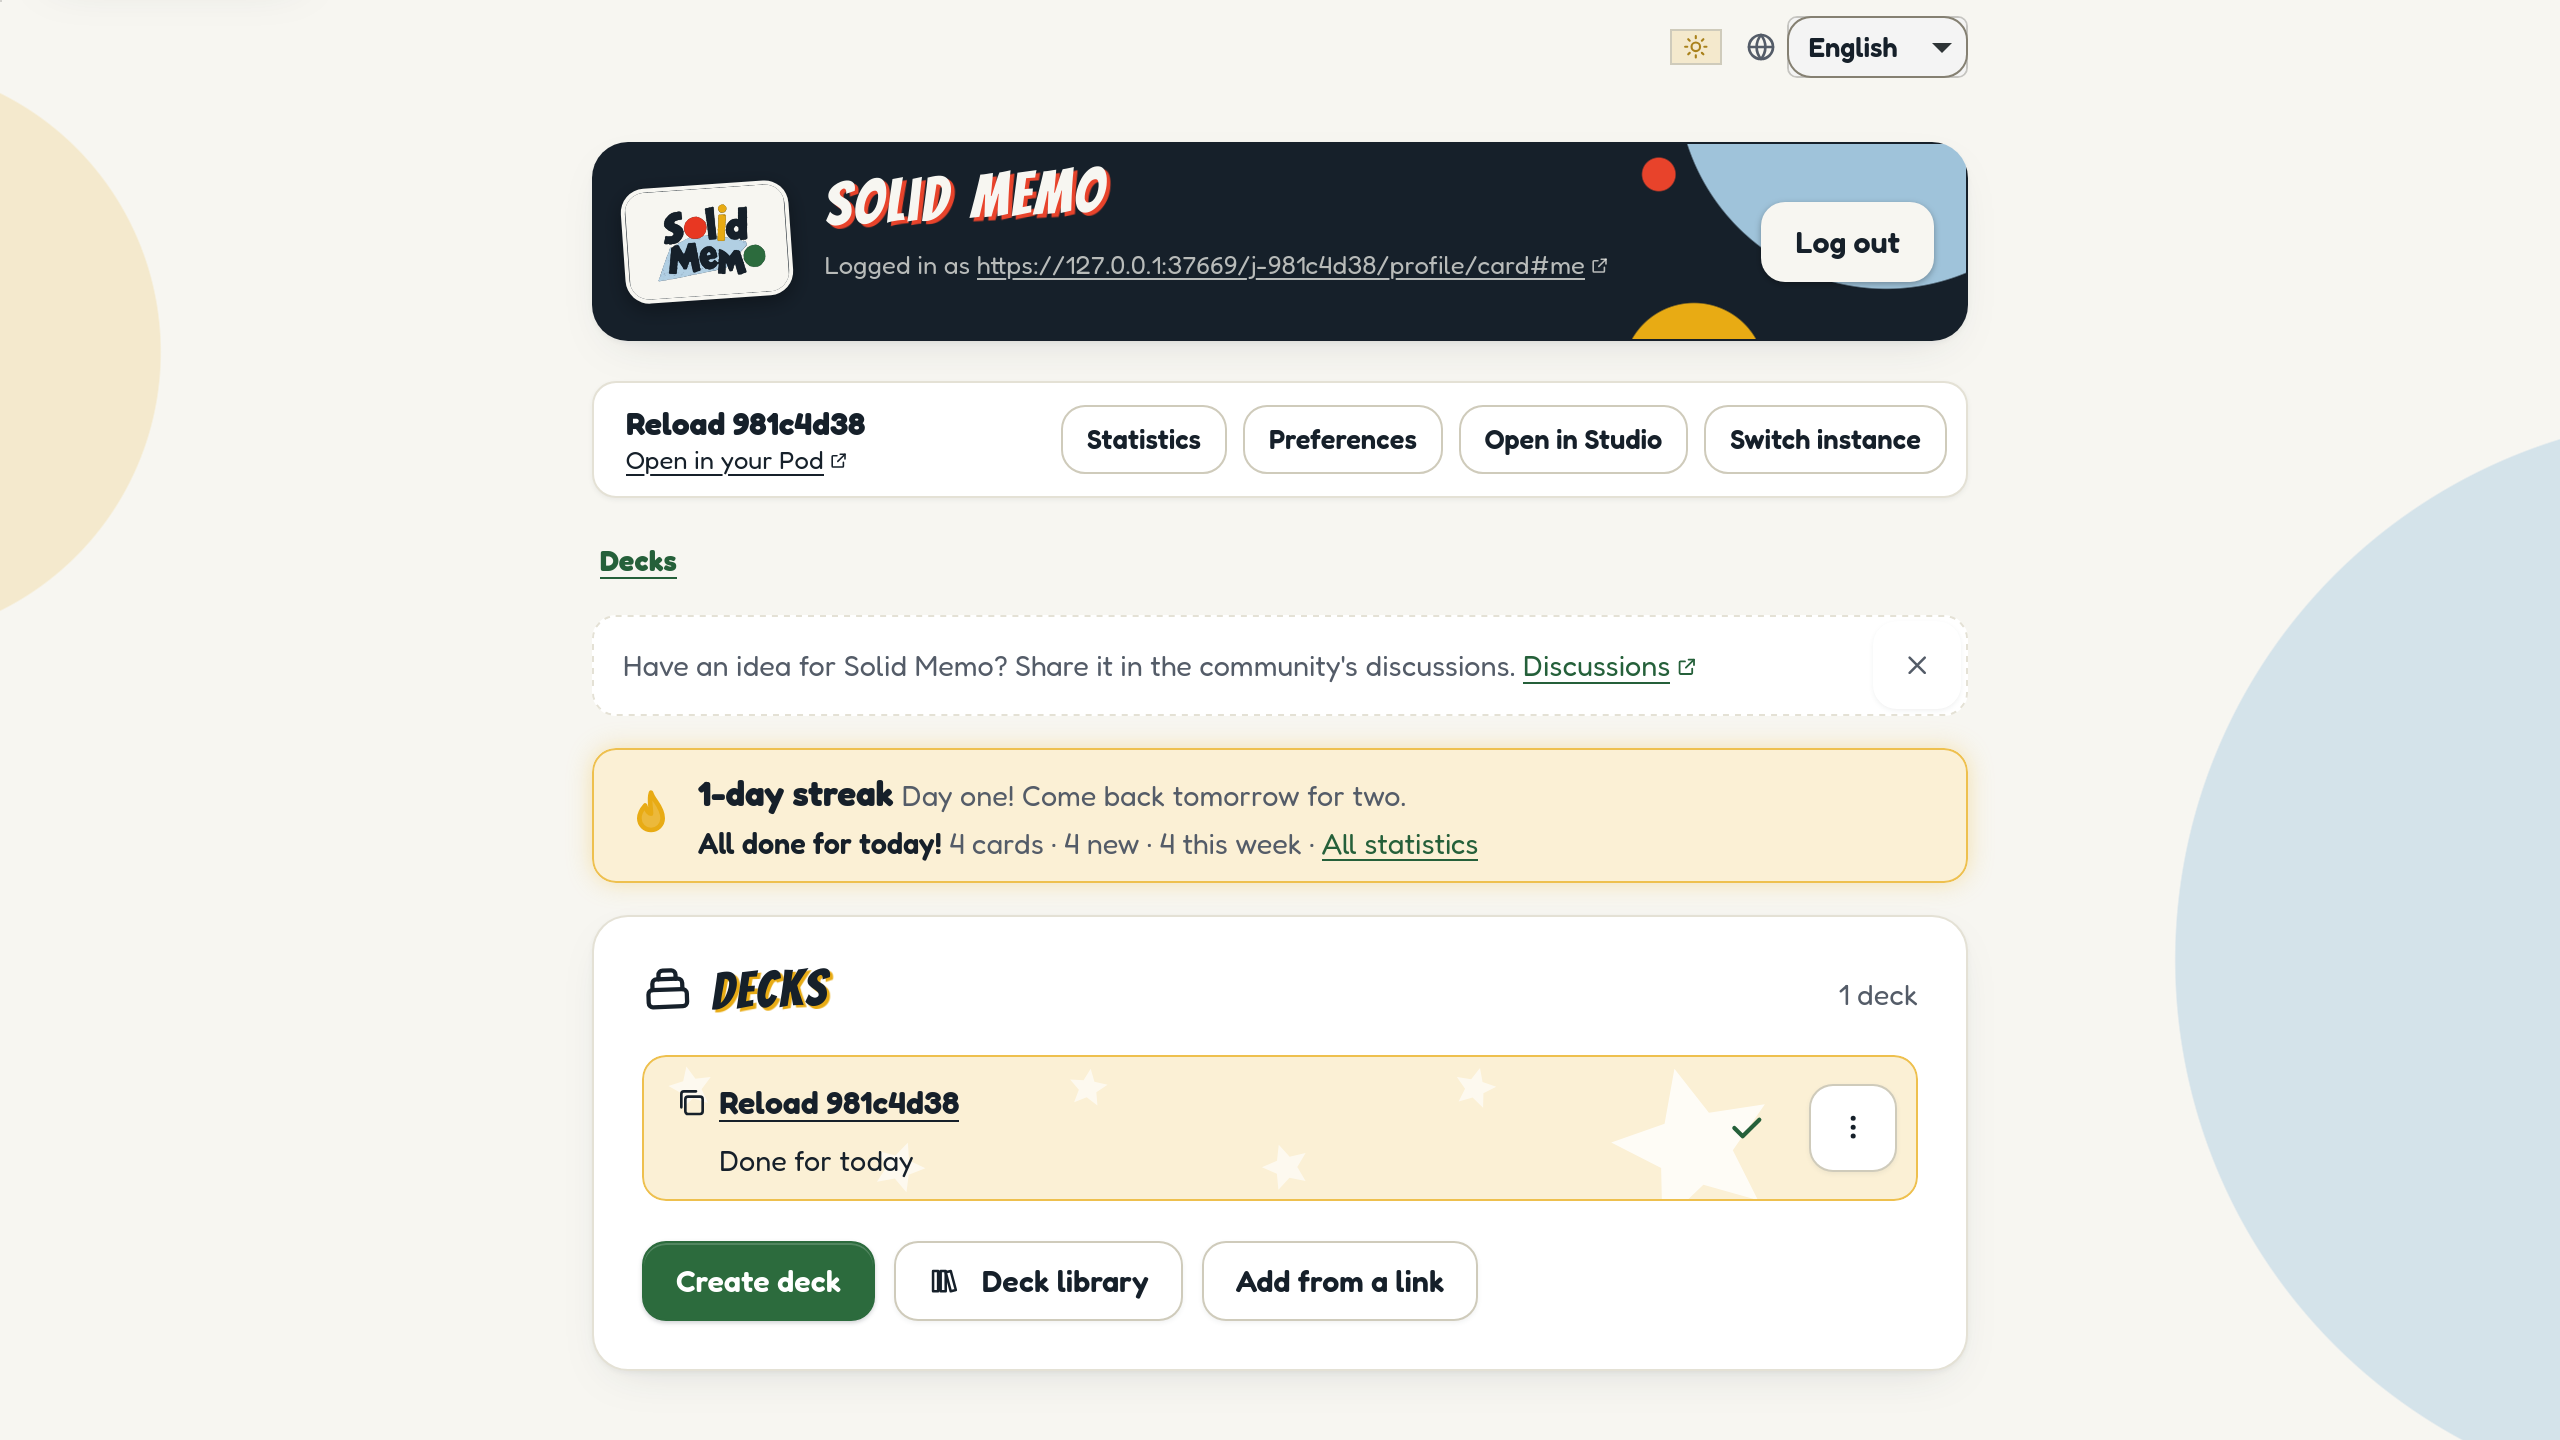 English
Solid
Memo
SOLID MEMO
Logged in as https://127.0.0.1:37669/j-981c4d38/profile/card#me
Log out
Reload 981c4d38
Open in your Pod
Statistics
Preferences
Open in Studio
Switch instance
Decks
Have an idea for Solid Memo? Share it in the community's discussions. Discussions
1-day streak Day one! Come back tomorrow for two.
All done for today! 4 cards · 4 new · 4 this week · All statistics
DECKS
1 deck
Reload 981c4d38
Done for today
Create deck
Deck library
Add from a link